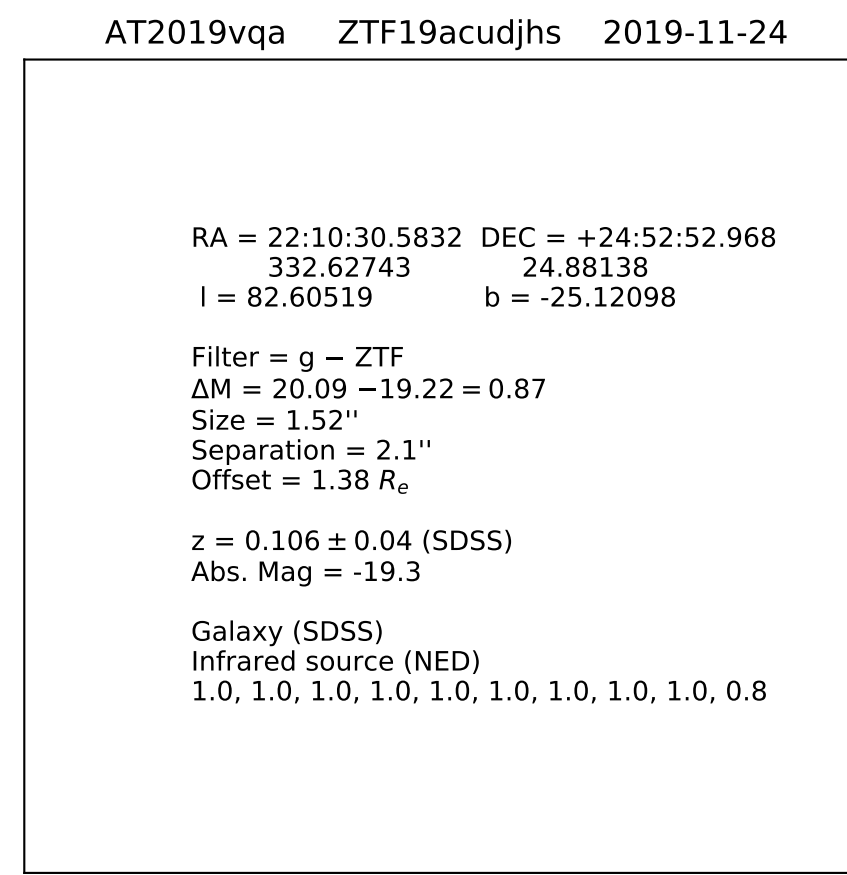 AT2019vqa ZTF19acudjhs 2019-11-24
RA = 22:10:30.5832 DEC = +24:52:52.968
332.62743 24.88138
l = 82.60519 b = -25.12098
Filter = g − ZTF
ΔM = 20.09 −19.22 = 0.87
Size = 1.52''
Separation = 2.1''
Offset = 1.38 Rₑ
z = 0.106 ± 0.04 (SDSS)
Abs. Mag = -19.3
Galaxy (SDSS)
Infrared source (NED)
1.0, 1.0, 1.0, 1.0, 1.0, 1.0, 1.0, 1.0, 1.0, 0.8